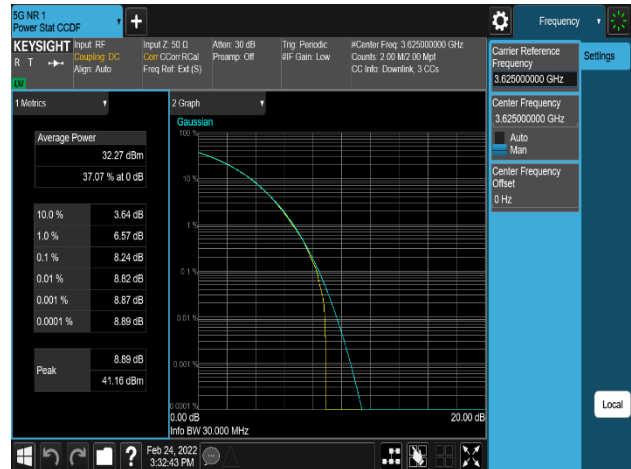 5G NR 1
Power Stat CCDF
Frequency
KEYSIGHT
R T
LNI
Input: RF
Coupling: DC
Align: Auto
Input Z: 50 Ω
Corr CCorr RCal
Freq Ref: Ext (S)
Atten: 30 dB
Preamp: Off
Trig: Periodic
#IF Gain: Low
#Center Freq: 3.625000000 GHz
Counts: 2.00 M/2.00 Mpt
CC Info: Downlink, 3 CCs
Carrier Reference
Frequency
3.625000000 GHz
Settings
Center Frequency
3.625000000 GHz
Auto
Man
Center Frequency
Offset
0 Hz
Local
1 Metrics
Average Power
32.27 dBm
37.07 % at 0 dB
10.0 % 3.64 dB
1.0 % 6.57 dB
0.1 % 8.24 dB
0.01 % 8.82 dB
0.001 % 8.87 dB
0.0001 % 8.89 dB
Peak
8.89 dB
41.16 dBm
2 Graph
Gaussian
100 %
10 %
1 %
0.1 %
0.01 %
0.001 %
0.0001 %
0.00 dB 20.00 dB
Info BW 30.000 MHz
?
Feb 24, 2022
3:32:43 PM